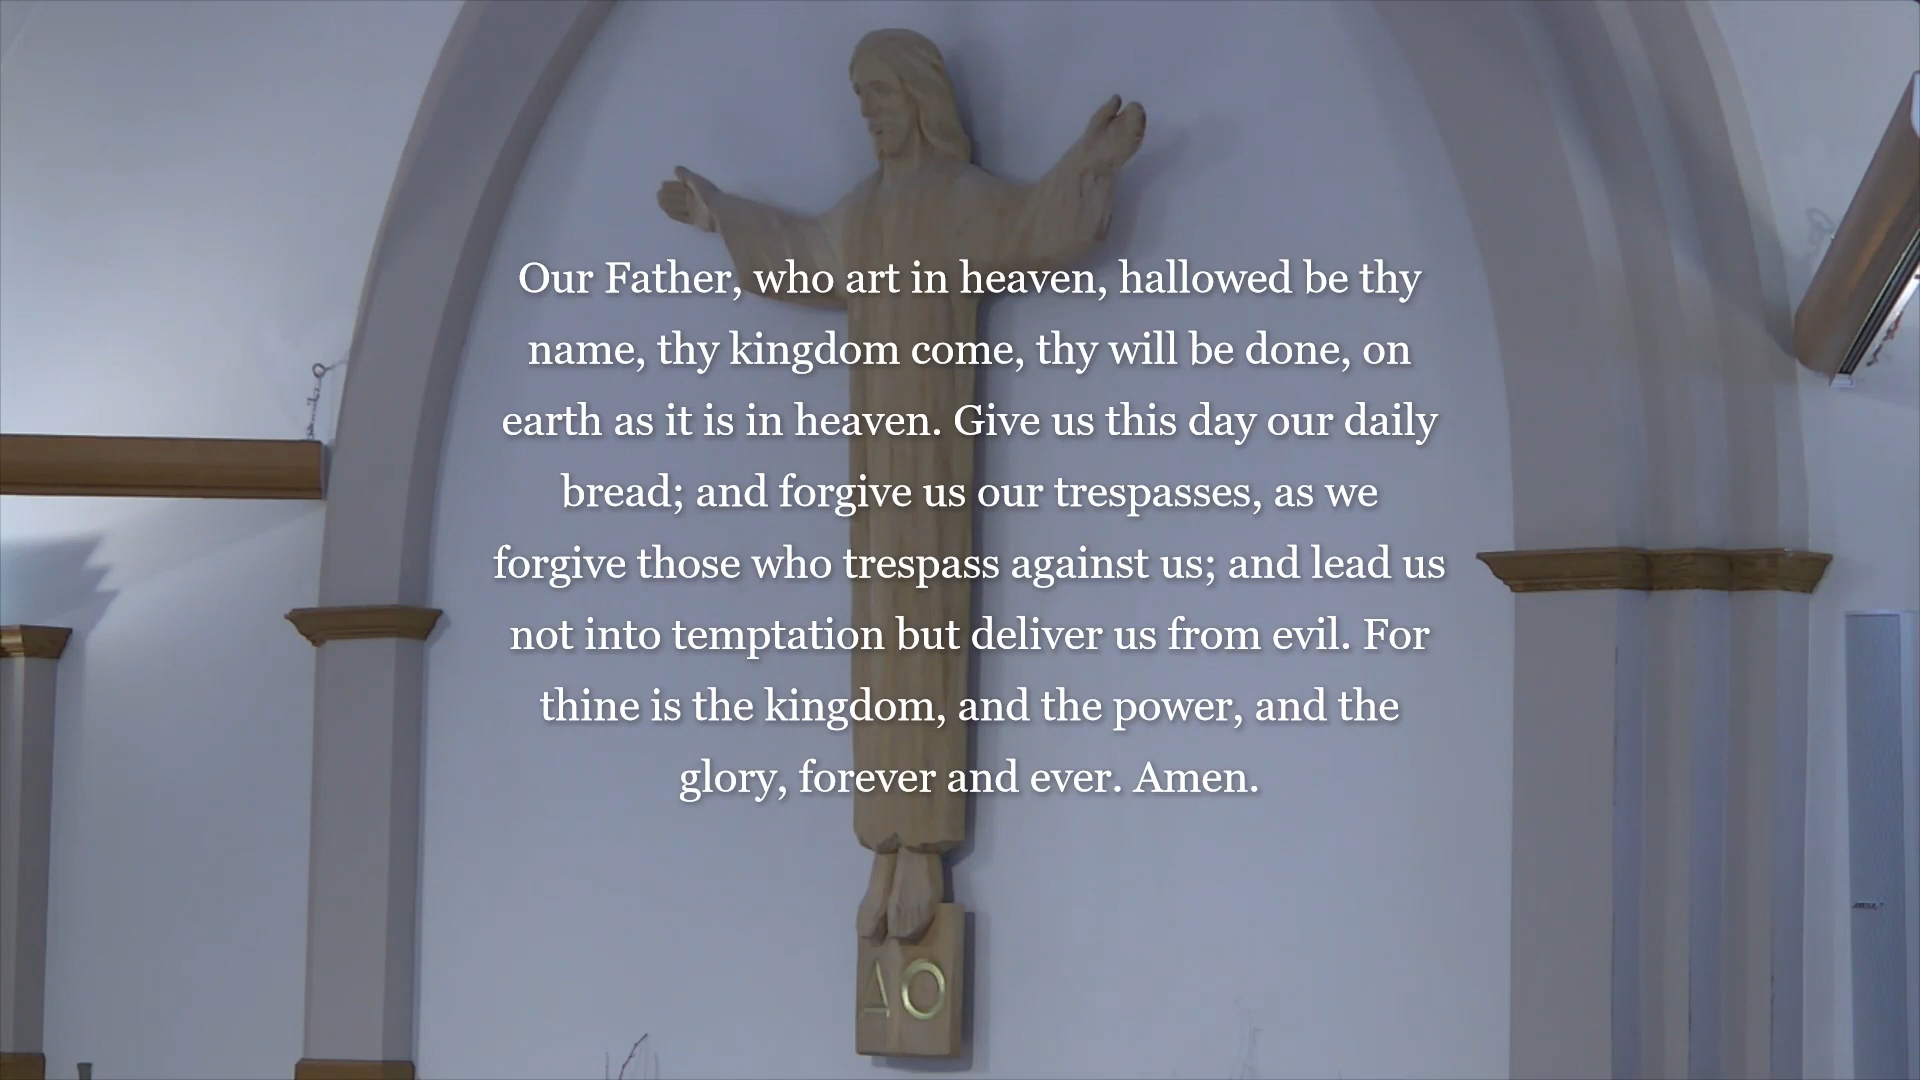 Our Father, who art in heaven, hallowed be thy
name, thy kingdom come, thy will be done, on
earth as it is in heaven. Give us this day our daily
bread; and forgive us our trespasses, as we
forgive those who trespass against us; and lead us
not into temptation but deliver us from evil. For
thine is the kingdom, and the power, and the
glory, forever and ever. Amen.